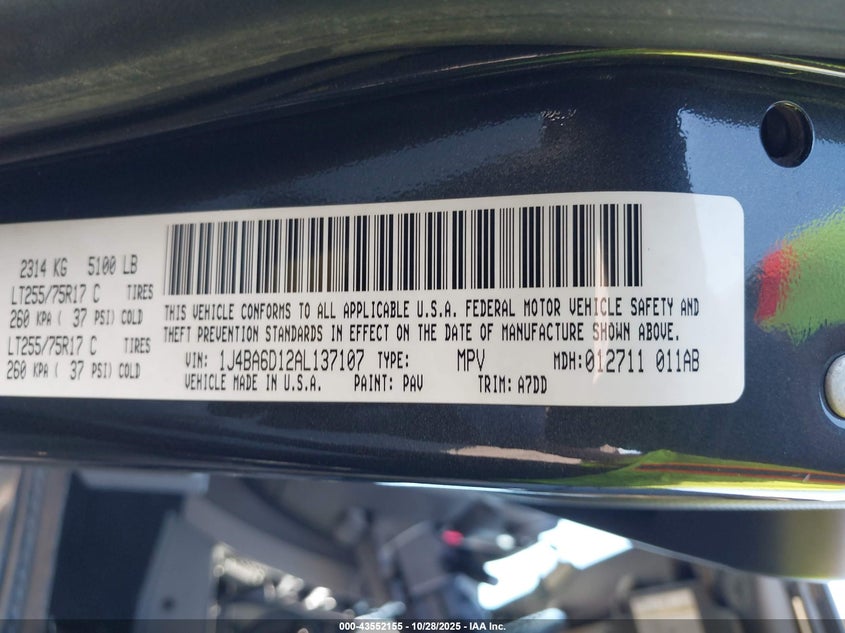 2314 KG 5100 LB
LT255/75R17 C TIRES
260 KPA ( 37 PSI) COLD
LT255/75R17 C TIRES
260 KPA ( 37 PSI) COLD
THIS VEHICLE CONFORMS TO ALL APPLICABLE U.S.A. FEDERAL MOTOR VEHICLE SAFETY AND
THEFT PREVENTION STANDARDS IN EFFECT ON THE DATE OF MANUFACTURE SHOWN ABOVE.
VIN: 1J4BA6D12AL137107 TYPE: MPV MDH: 012711 011AB
VEHICLE MADE IN U.S.A. PAINT: PAV TRIM: A7DD
000-43552155 - 10/28/2025 - IAA Inc.